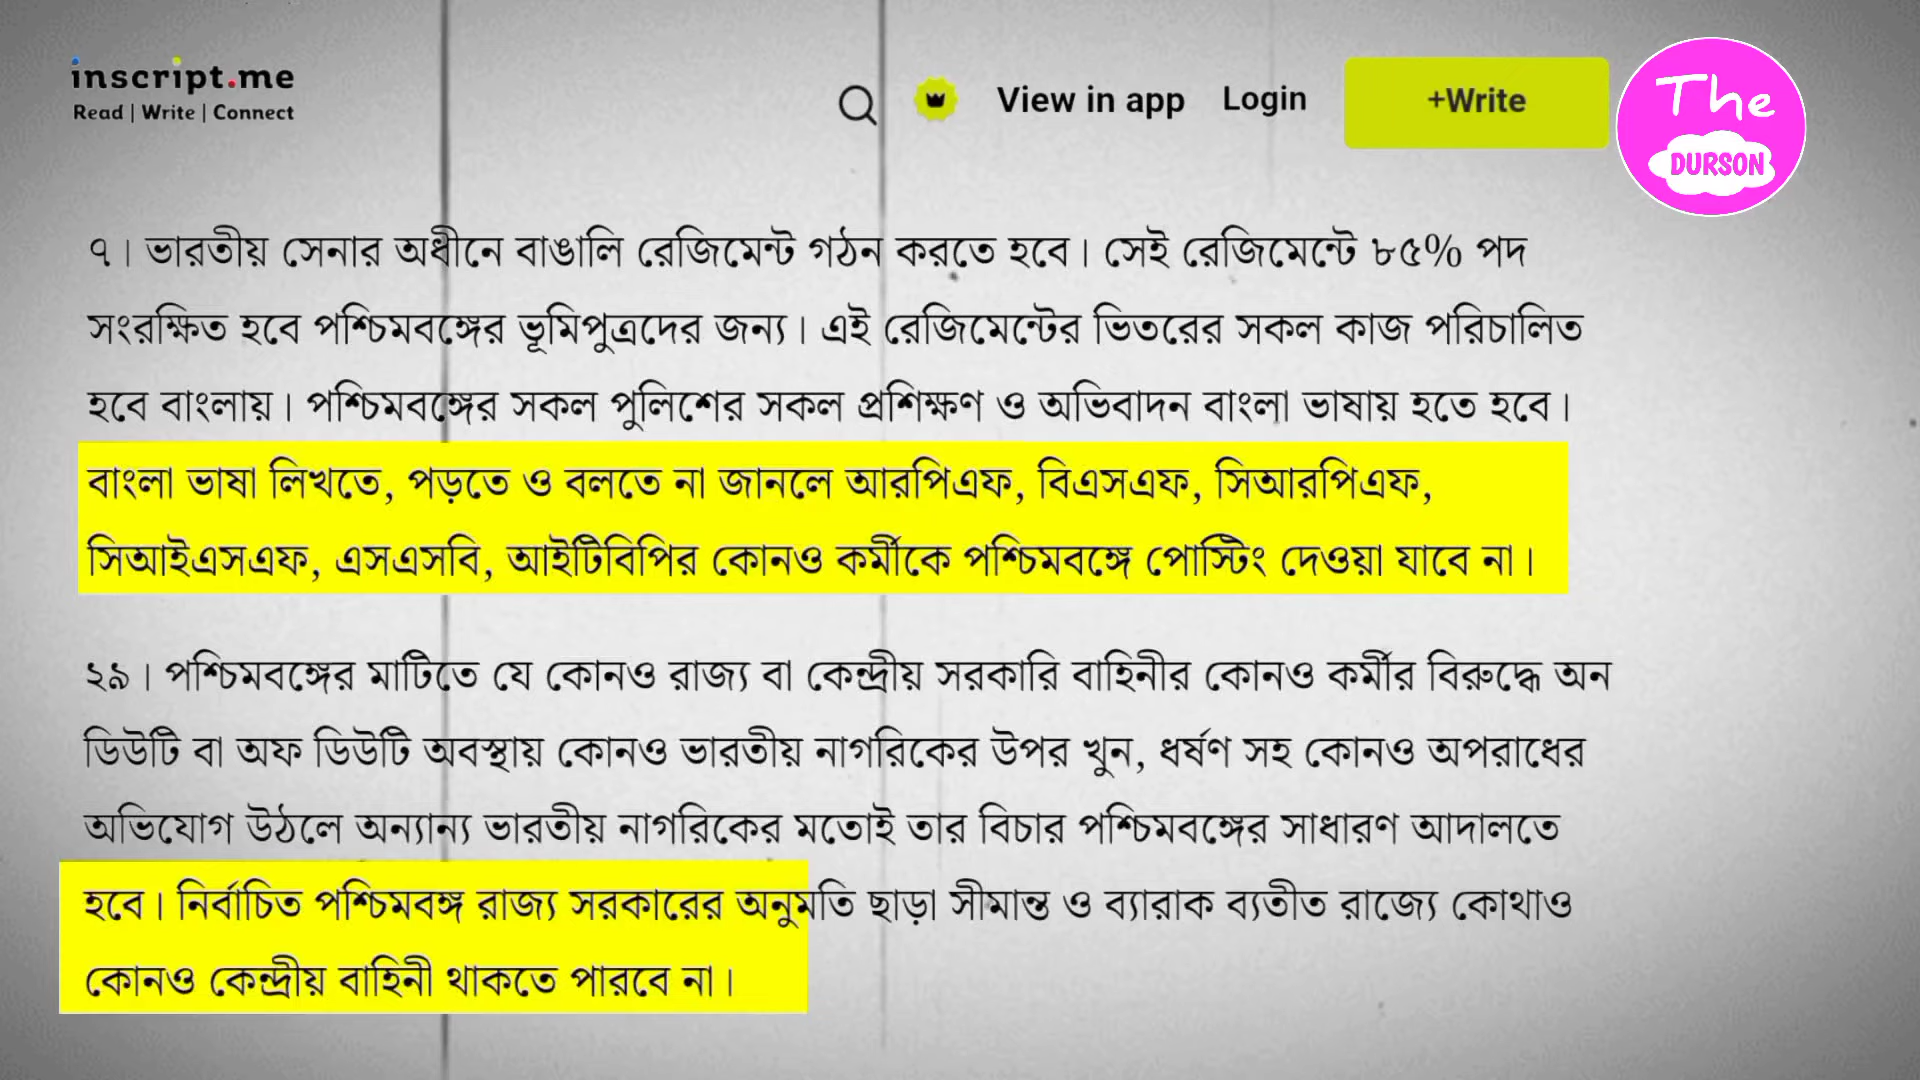 inscript.me
Read | Write | Connect
View in app
Login
+Write
The
DURSON
৭। ভারতীয় সেনার অধীনে বাঙালি রেজিমেন্ট গঠন করতে হবে। সেই রেজিমেন্টে ৮৫% পদ
সংরক্ষিত হবে পশ্চিমবঙ্গের ভূমিপুত্রদের জন্য। এই রেজিমেন্টের ভিতরের সকল কাজ পরিচালিত
হবে বাংলায়। পশ্চিমবঙ্গের সকল পুলিশের সকল প্রশিক্ষণ ও অভিবাদন বাংলা ভাষায় হতে হবে।
বাংলা ভাষা লিখতে, পড়তে ও বলতে না জানলে আরপিএফ, বিএসএফ, সিআরপিএফ,
সিআইএসএফ, এসএসবি, আইটিবিপির কোনও কর্মীকে পশ্চিমবঙ্গে পোস্টিং দেওয়া যাবে না।
২৯। পশ্চিমবঙ্গের মাটিতে যে কোনও রাজ্য বা কেন্দ্রীয় সরকারি বাহিনীর কোনও কর্মীর বিরুদ্ধে অন
ডিউটি বা অফ ডিউটি অবস্থায় কোনও ভারতীয় নাগরিকের উপর খুন, ধর্ষণ সহ কোনও অপরাধের
অভিযোগ উঠলে অন্যান্য ভারতীয় নাগরিকের মতোই তার বিচার পশ্চিমবঙ্গের সাধারণ আদালতে
হবে। নির্বাচিত পশ্চিমবঙ্গ রাজ্য সরকারের অনুমতি ছাড়া সীমান্ত ও ব্যারাক ব্যতীত রাজ্যে কোথাও
কোনও কেন্দ্রীয় বাহিনী থাকতে পারবে না।